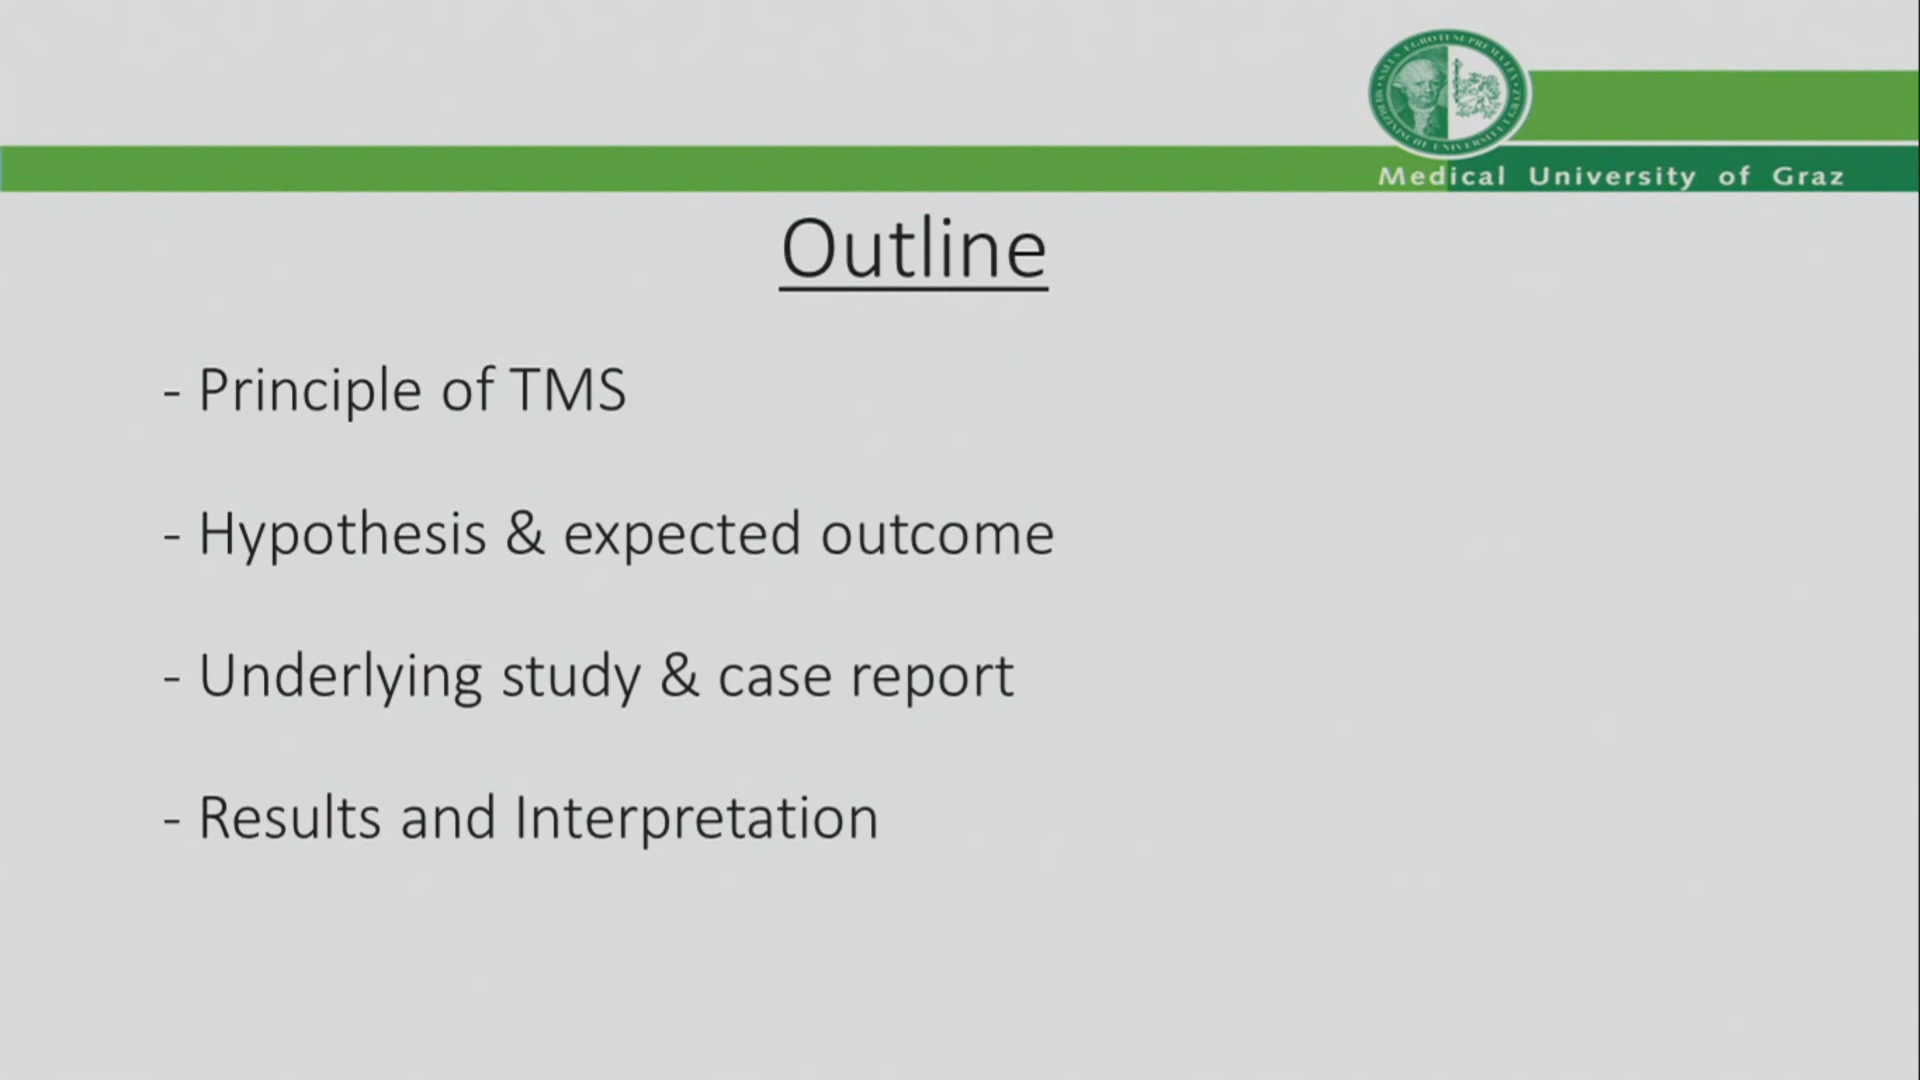 Medical University of Graz
Outline
- Principle of TMS
- Hypothesis & expected outcome
- Underlying study & case report
- Results and Interpretation